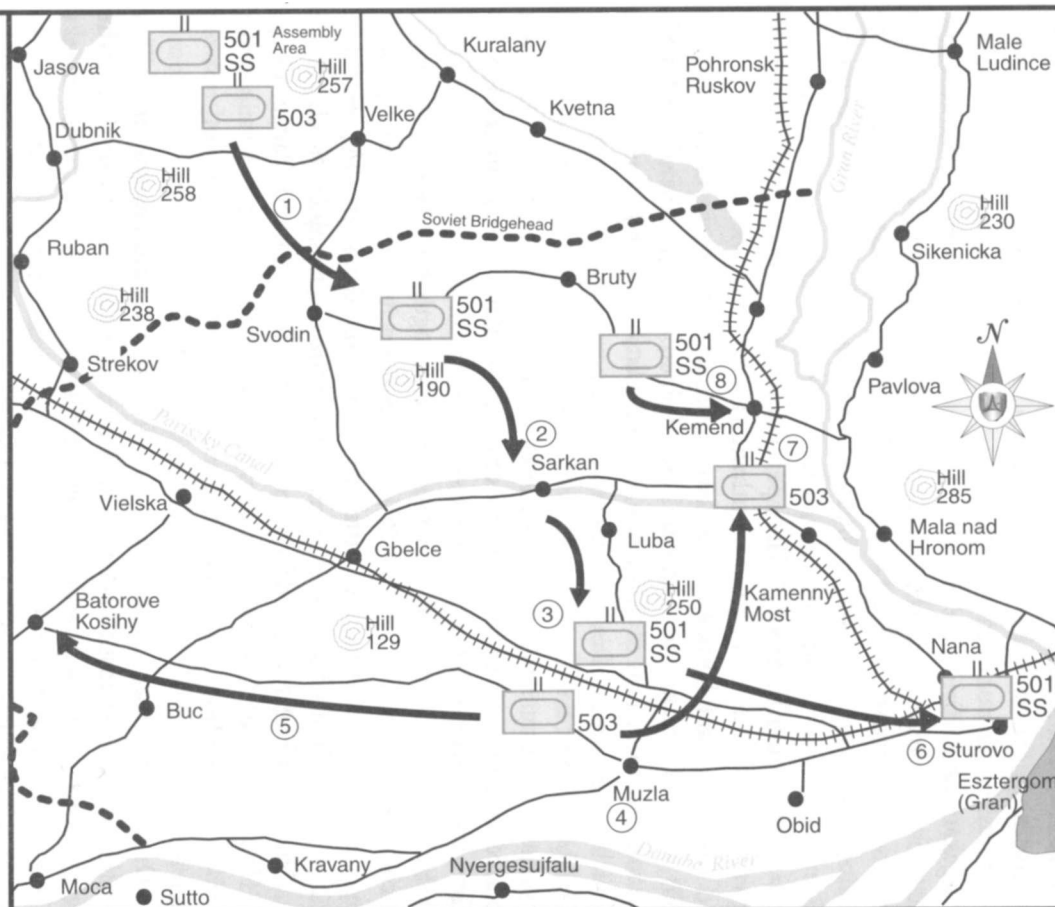 501
SS
Assembly
Area
503
Jasova
Hill
257
Kuralany
Pohronsk
Ruskov
Male
Ludince
Velke
Kvetna
Dubnik
Hill
258
①
Gran River
Soviet Bridgehead
Hill
230
Sikenicka
Ruban
Bruty
Hill
238
Svodin
501
SS
501
SS
Strekov
Hill
190
⑧
Pavlova
N
Kemend
Pariszky Canal
②
⑦
Sarkan
503
Hill
285
Vielska
Luba
Mala nad
Hronom
Gbelce
Kamenny
Most
Batorove
Kosihy
Hill
129
③
Hill
250
501
SS
Nana
501
SS
Buc
⑤
503
⑥
Sturovo
Muzla
④
Obid
Esztergom
(Gran)
Danube River
Kravany
Nyergesujfalu
Moca
Sutto